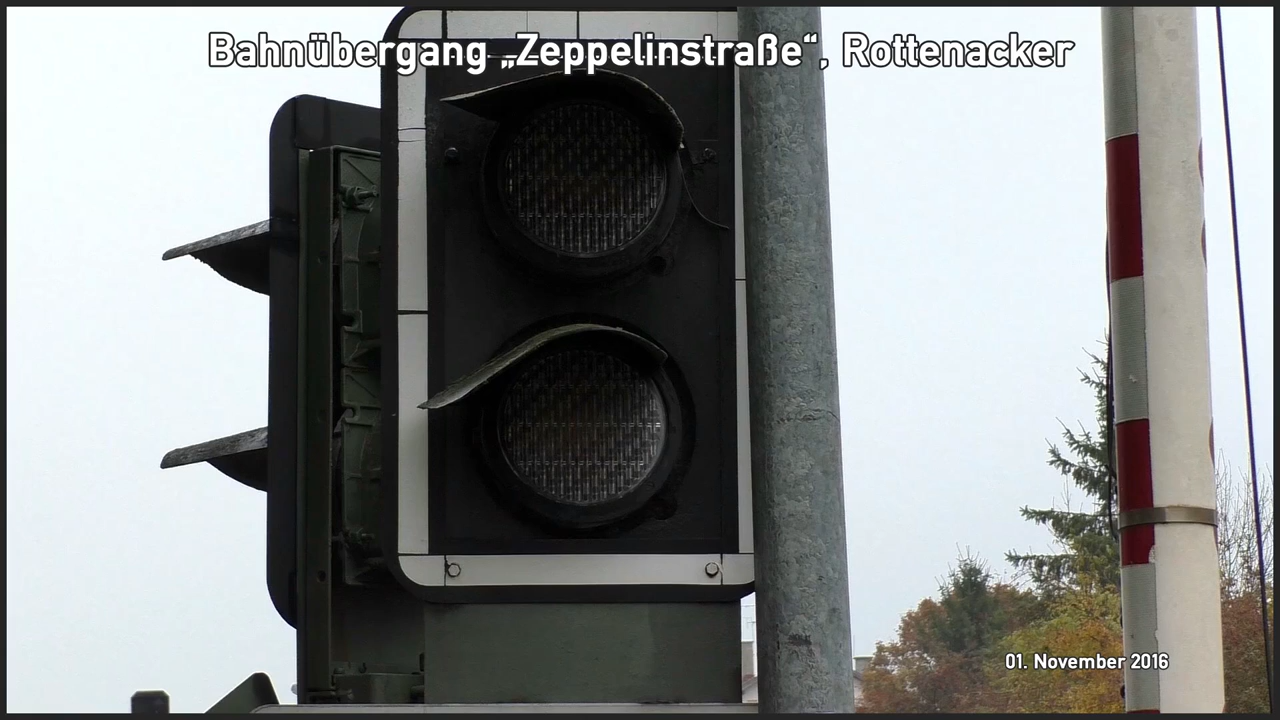 Bahnübergang „Zeppelinstraße“, Rottenacker
01. November 2016